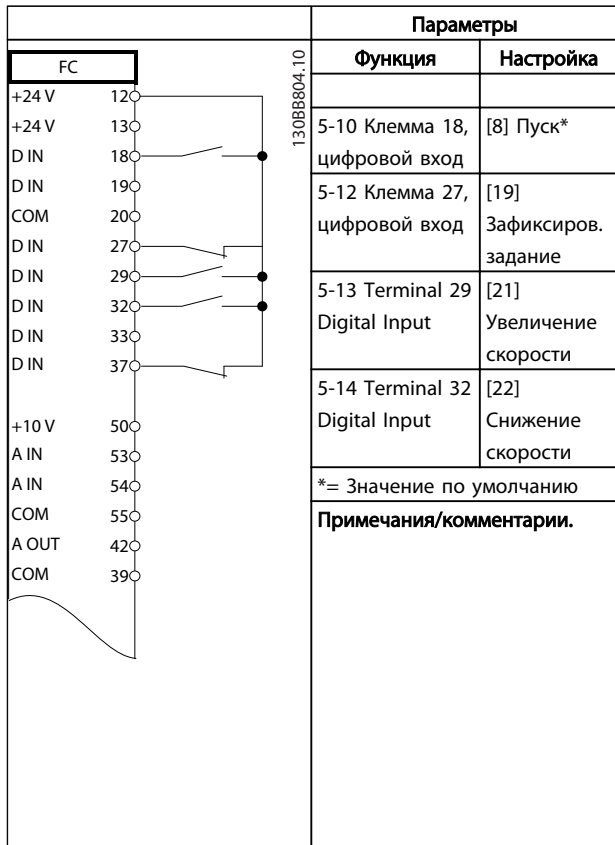 FC
+24 V 12
+24 V 13
D IN 18
D IN 19
COM 20
D IN 27
D IN 29
D IN 32
D IN 33
D IN 37
+10 V 50
A IN 53
A IN 54
COM 55
A OUT 42
COM 39
130BB804.10
Параметры
Функция Настройка
5-10 Клемма 18, [8] Пуск*
цифровой вход
5-12 Клемма 27, [19]
цифровой вход Зафиксиров.
задание
5-13 Terminal 29 [21]
Digital Input Увеличение
скорости
5-14 Terminal 32 [22]
Digital Input Снижение
скорости
*= Значение по умолчанию
Примечания/комментарии.